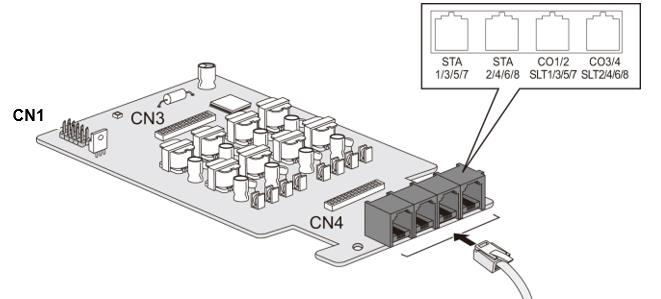 STA STA CO1/2 CO3/4
1/3/5/7 2/4/6/8 SLT1/3/5/7 SLT2/4/6/8
CN1
CN3
CN4